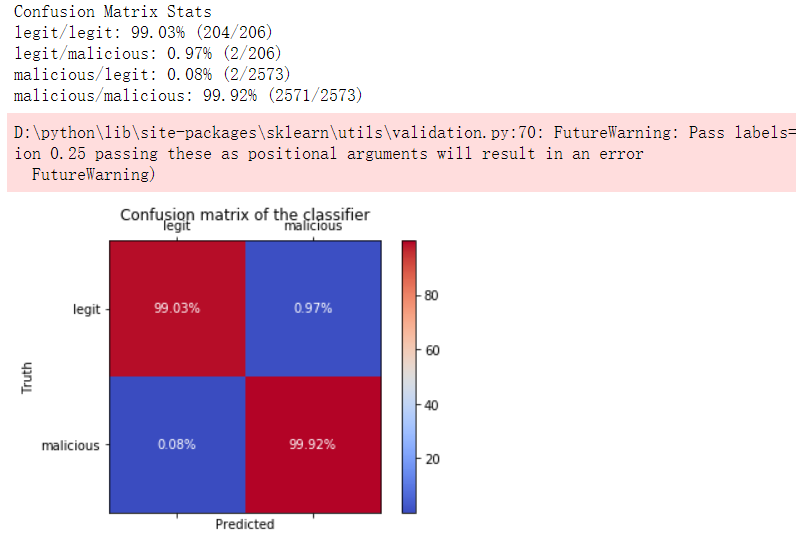 Confusion Matrix Stats
legit/legit: 99.03% (204/206)
legit/malicious: 0.97% (2/206)
malicious/legit: 0.08% (2/2573)
malicious/malicious: 99.92% (2571/2573)
D:\python\lib\site-packages\sklearn\utils\validation.py:70: FutureWarning: Pass labels=
ion 0.25 passing these as positional arguments will result in an error
  FutureWarning)
Confusion matrix of the classifier
legit malicious
legit 99.03% 0.97%
malicious 0.08% 99.92%
Truth
Predicted
80
60
40
20